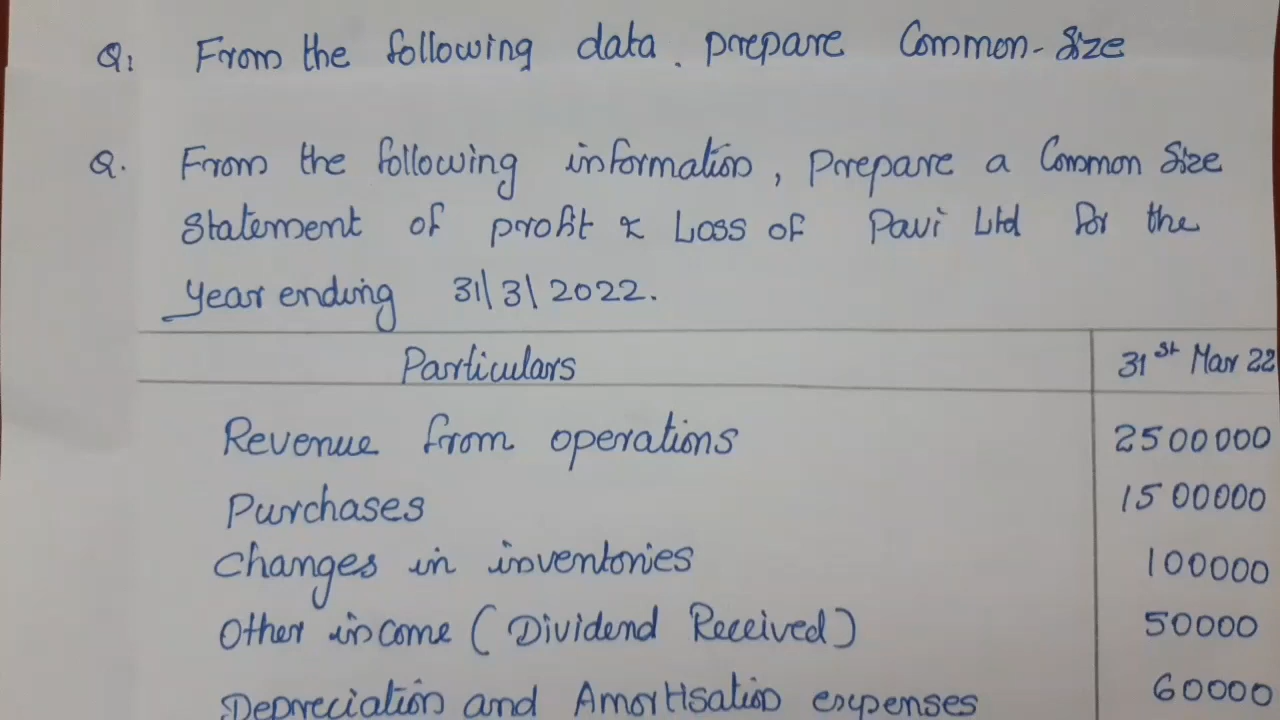 Q: From the following data. prepare Common-Size
Q. From the following information, Prepare a Common Size
Statement of profit & Loss of Pavi Ltd for the
Year ending 31/3/2022.
Particulars 31st Mar 22
Revenue from operations 2500000
Purchases 1500000
Changes in inventories 100000
Other income (Dividend Received) 50000
Depreciation and Amortisation expenses 60000